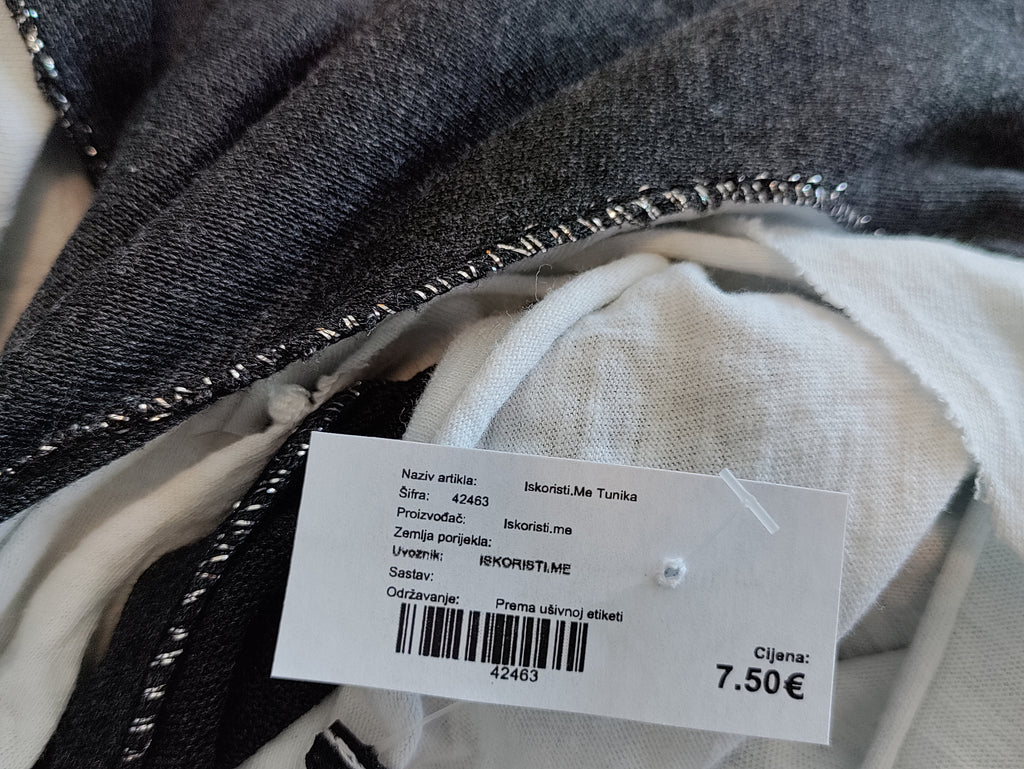 Naziv artikla: Iskoristi.Me Tunika
Šifra: 42463
Proizvođač: Iskoristi.me
Zemlja porijekla:
Uvoznik: ISKORISTI.ME
Sastav:
Održavanje: Prema ušivnoj etiketi
42463
Cijena:
7.50€